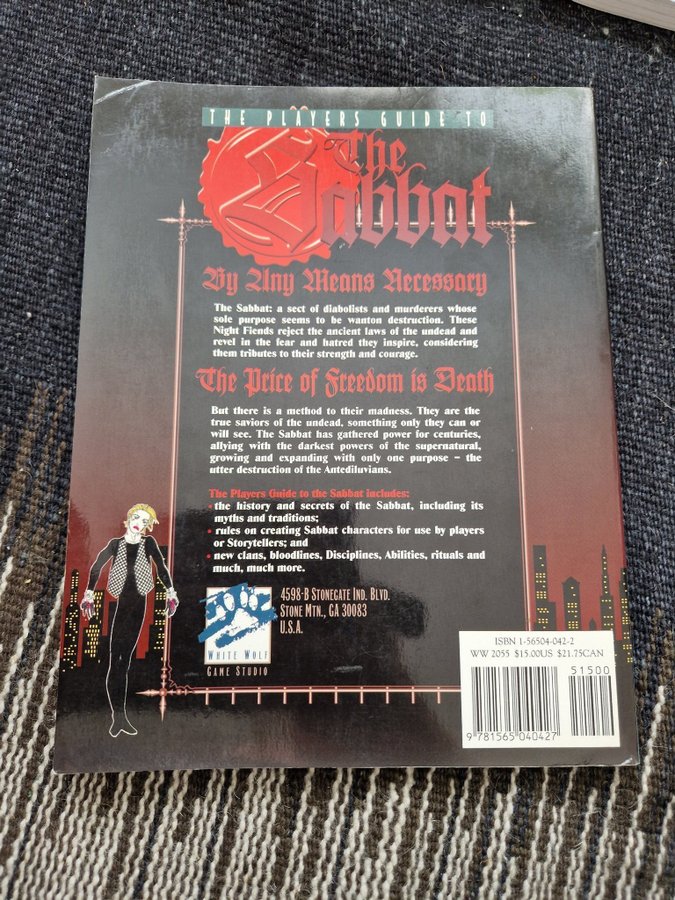 THE PLAYERS GUIDE TO
The
Sabbat
By Any Means Necessary
The Sabbat: a sect of diabolists and murderers whose
sole purpose seems to be wanton destruction. These
Night Fiends reject the ancient laws of the undead and
revel in the fear and hatred they inspire, considering
them tributes to their strength and courage.
The Price of Freedom is Death
But there is a method to their madness. They are the
true saviors of the undead, something only they can or
will see. The Sabbat has gathered power for centuries,
allying with the darkest powers of the supernatural,
growing and expanding with only one purpose – the
utter destruction of the Antediluvians.
The Players Guide to the Sabbat includes:
• the history and secrets of the Sabbat, including its
myths and traditions;
• rules on creating Sabbat characters for use by players
or Storytellers; and
• new clans, bloodlines, Disciplines, Abilities, rituals and
much, much more.
4598-B STONEGATE IND. BLVD.
STONE MTN., GA 30083
U.S.A.
WHITE WOLF
GAME STUDIO
ISBN 1-56504-042-2
WW 2055 $15.00US $21.75CAN
51500
9 781565 040427